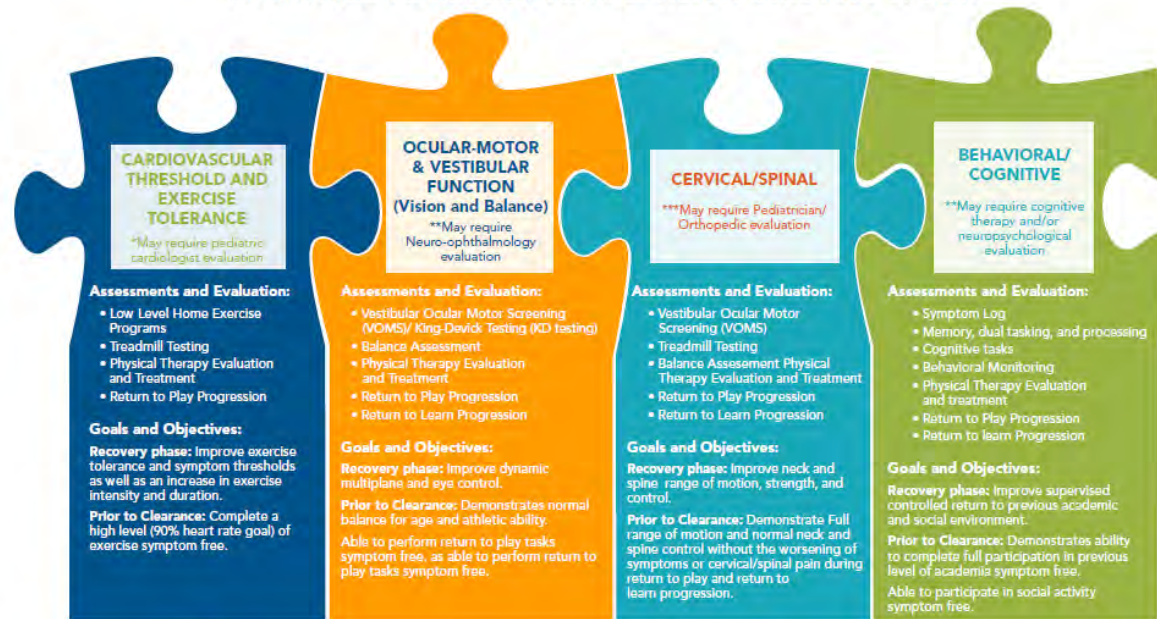 CARDIOVASCULAR
THRESHOLD AND
EXERCISE
TOLERANCE
*May require pediatric
cardiologist evaluation
Assessments and Evaluation:
• Low Level Home Exercise
Programs
• Treadmill Testing
• Physical Therapy Evaluation
and Treatment
• Return to Play Progression
Goals and Objectives:
Recovery phase: Improve exercise
tolerance and symptom thresholds
as well as an increase in exercise
intensity and duration.
Prior to Clearance: Complete a
high level (90% heart rate goal) of
exercise symptom free.
OCULAR-MOTOR
& VESTIBULAR
FUNCTION
(Vision and Balance)
**May require
Neuro-ophthalmology
evaluation
Assessments and Evaluation:
• Vestibular Ocular Motor Screening
(VOMS)/ King-Devick Testing (KD testing)
• Balance Assessment
• Physical Therapy Evaluation
and Treatment
• Return to Play Progression
• Return to Learn Progression
Goals and Objectives:
Recovery phase: Improve dynamic
multiplane and eye control.
Prior to Clearance: Demonstrates normal
balance for age and athletic ability.
Able to perform return to play tasks
symptom free. as able to perform return to
play tasks symptom free.
CERVICAL/SPINAL
***May require Pediatrician/
Orthopedic evaluation
Assessments and Evaluation:
• Vestibular Ocular Motor
Screening (VOMS)
• Treadmill Testing
• Balance Assesement Physical
Therapy Evaluation and Treatment
• Return to Play Progression
• Return to Learn Progression
Goals and Objectives:
Recovery phase: Improve neck and
spine range of motion, strength, and
control.
Prior to Clearance: Demonstrate Full
range of motion and normal neck and
spine control without the worsening of
symptoms or cervical/spinal pain during
return to play and return to
learn progression.
BEHAVIORAL/
COGNITIVE
**May require cognitive
therapy and/or
neuropsychological
evaluation
Assessments and Evaluation:
• Symptom Log
• Memory, dual tasking, and processing
• Cognitive tasks
• Behavioral Monitoring
• Physical Therapy Evaluation
and treatment
• Return to Play Progression
• Return to learn Progression
Goals and Objectives:
Recovery phase: Improve supervised
controlled return to previous academic
and social environment.
Prior to Clearance: Demonstrates ability
to complete full participation in previous
level of academia symptom free.
Able to participate in social activity
symptom free.